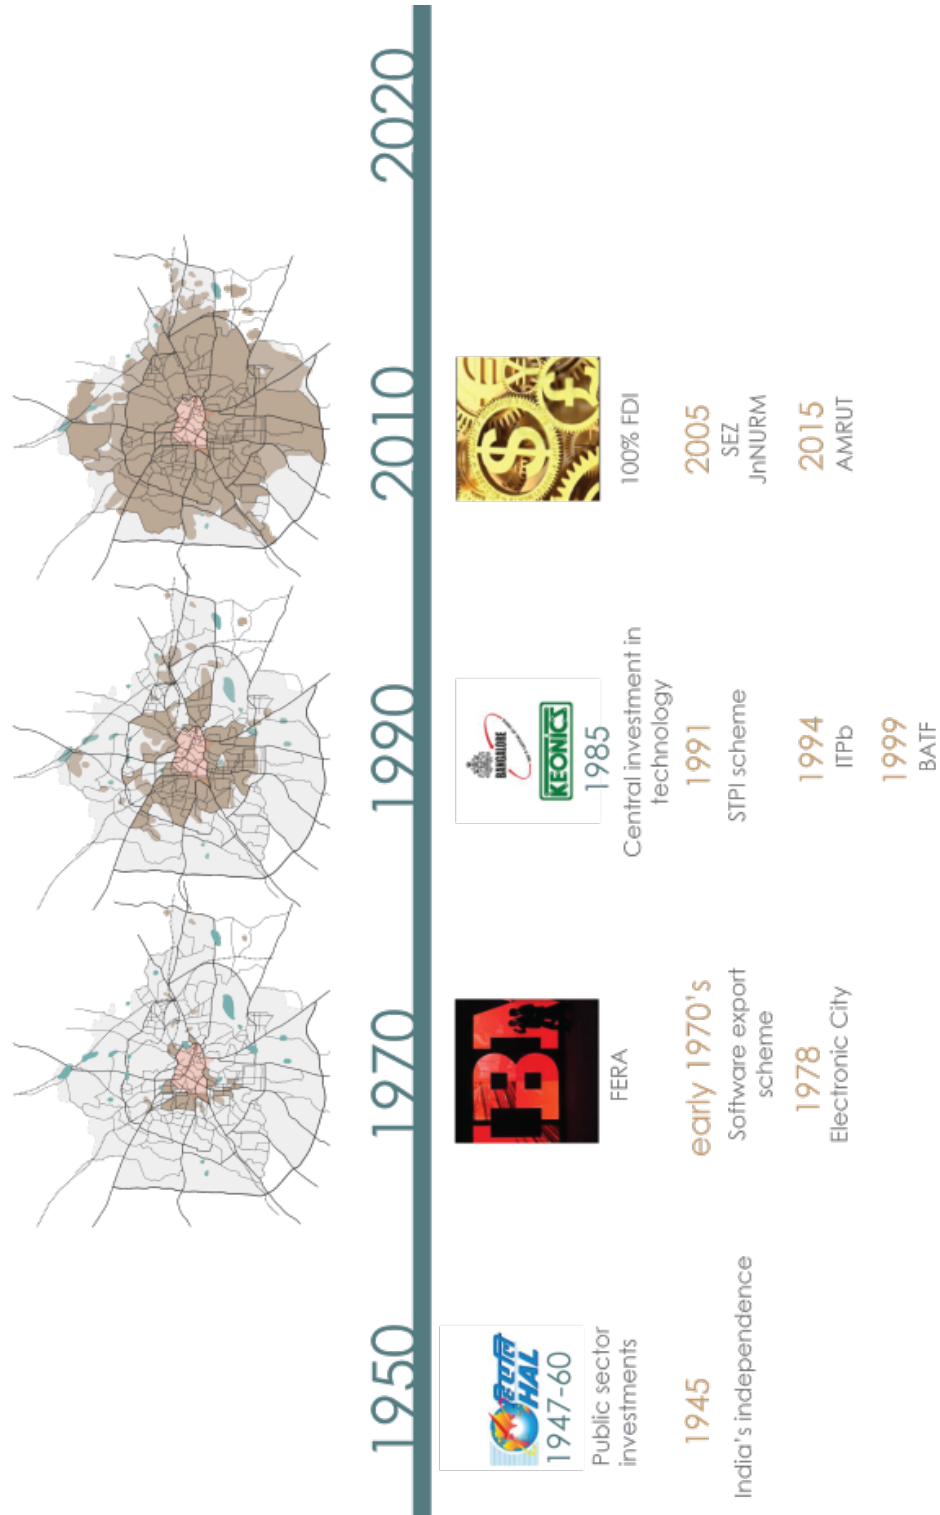 1950
1970
1990
2010
2020
हिएएल
HAL
1947-60
Public sector
investments
1945
India's independence
FERA
early 1970's
Software export
scheme
1978
Electronic City
BANGALORE
KEONICS
1985
Central investment in
technology
1991
STPI scheme
1994
ITPb
1999
BATF
100% FDI
2005
SEZ
JnNURM
2015
AMRUT